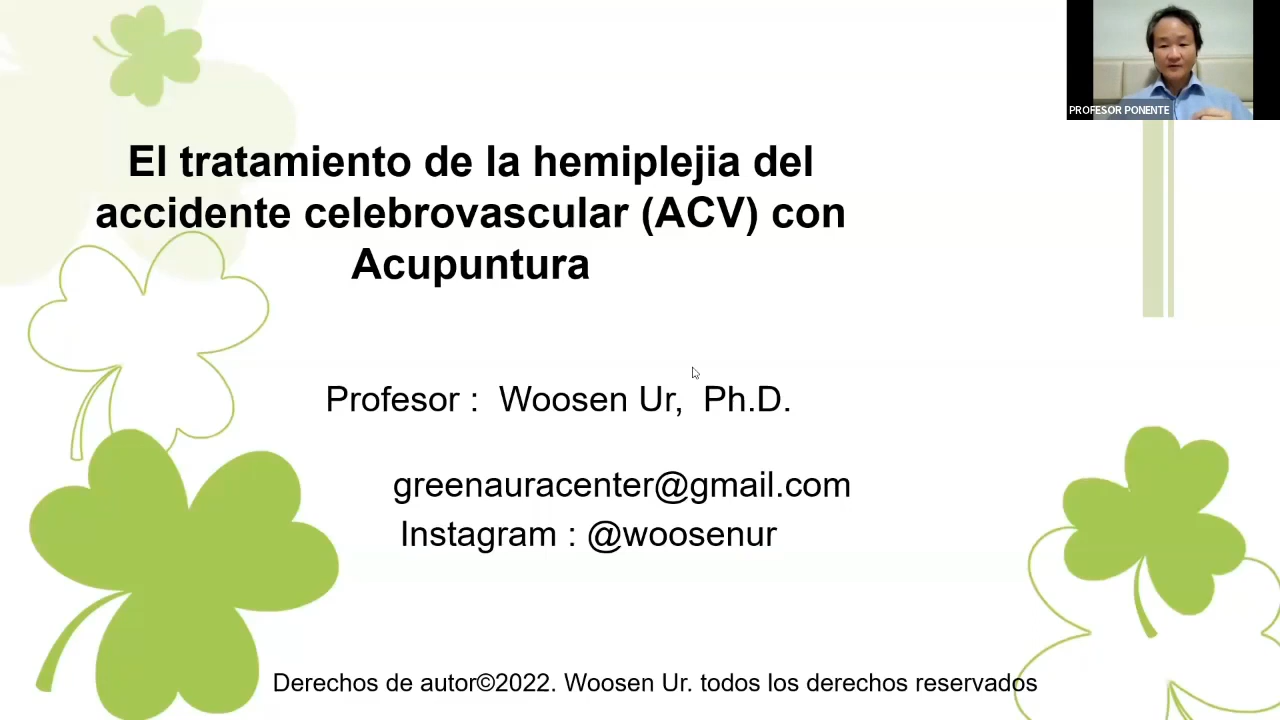 PROFESOR PONENTE
El tratamiento de la hemiplejia del
accidente celebrovascular (ACV) con
Acupuntura
Profesor : Woosen Ur, Ph.D.
greenauracenter@gmail.com
Instagram : @woosenur
Derechos de autor©2022. Woosen Ur. todos los derechos reservados